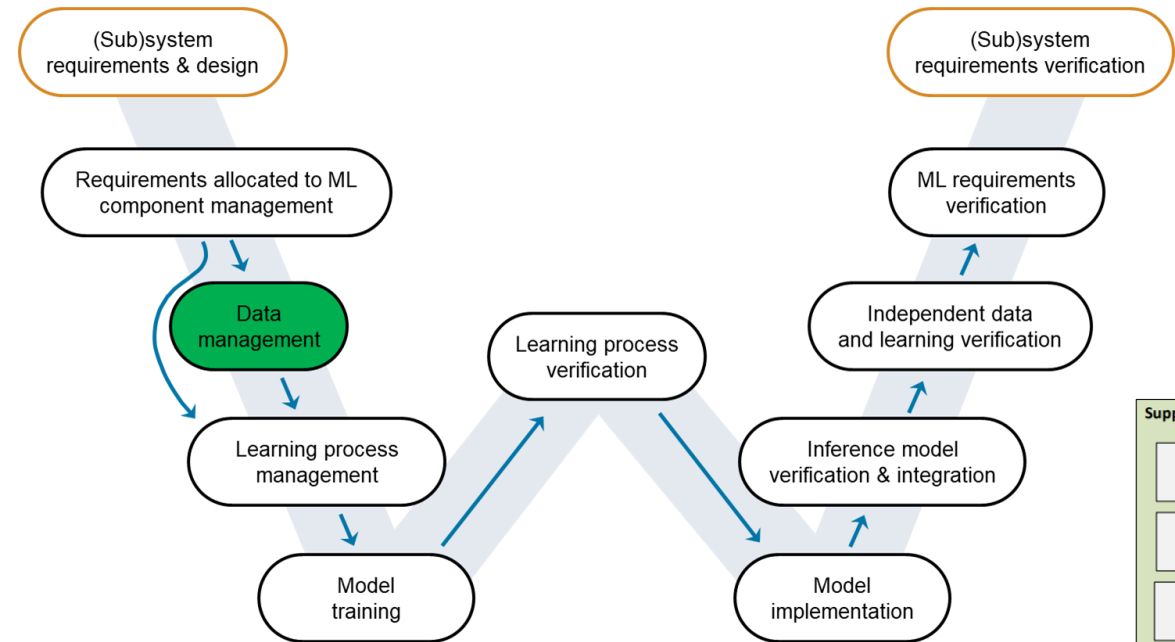 (Sub)system
requirements & design
(Sub)system
requirements verification
Requirements allocated to ML
component management
ML requirements
verification
Data
management
Learning process
verification
Independent data
and learning verification
Learning process
management
Inference model
verification & integration
Model
training
Model
implementation
Supp